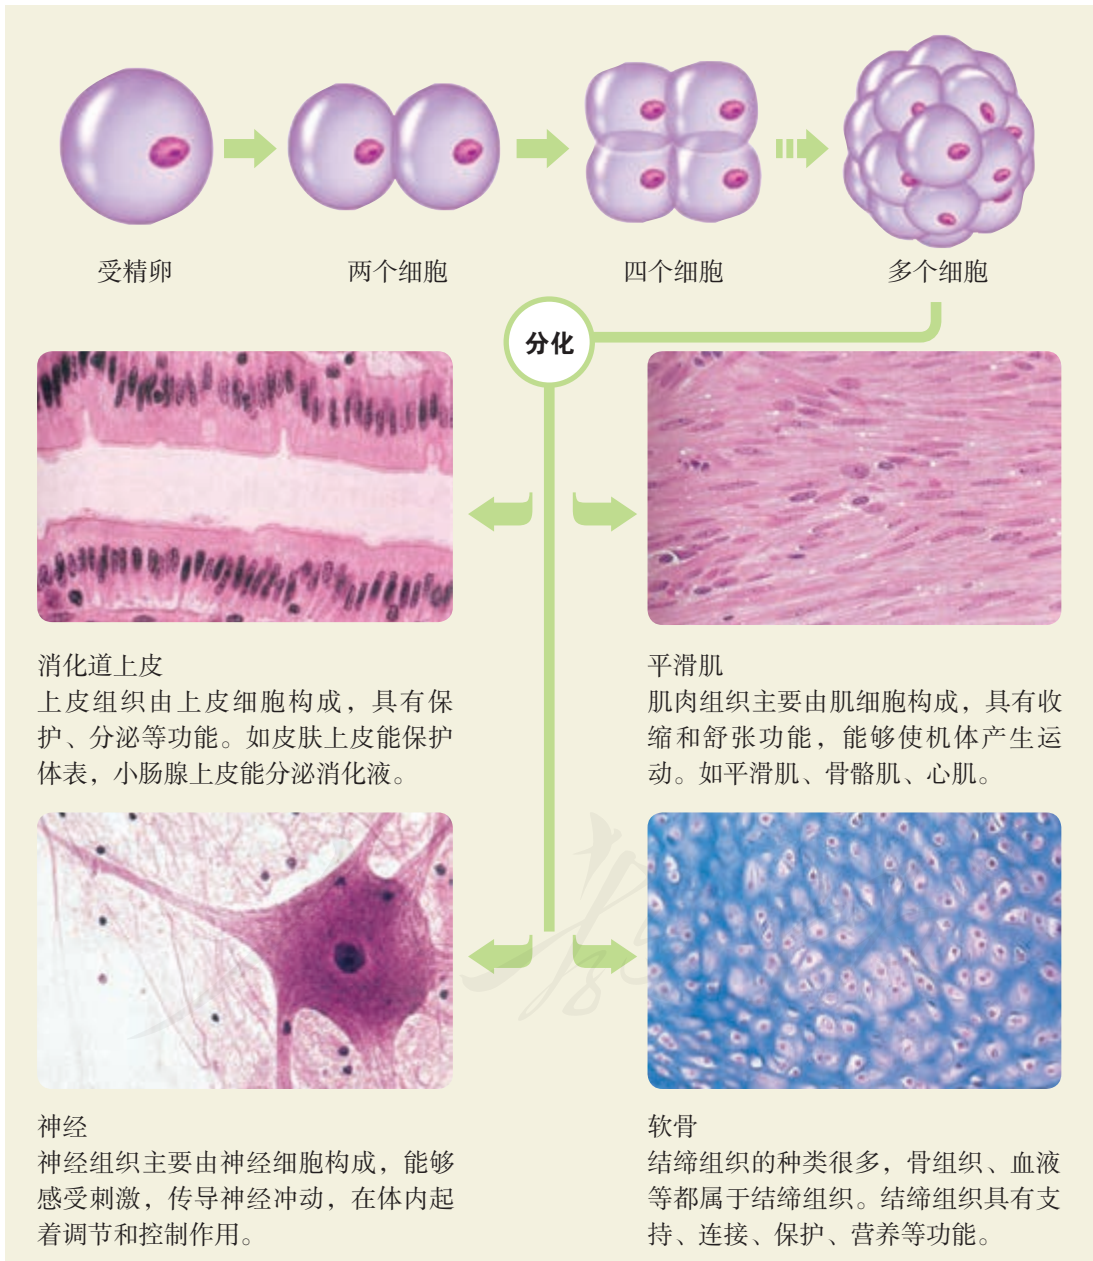 受精卵
两个细胞
四个细胞
多个细胞
分化
消化道上皮
上皮组织由上皮细胞构成，具有保
护、分泌等功能。如皮肤上皮能保护
体表，小肠腺上皮能分泌消化液。
平滑肌
肌肉组织主要由肌细胞构成，具有收
缩和舒张功能，能够使机体产生运
动。如平滑肌、骨骼肌、心肌。
神经
神经组织主要由神经细胞构成，能够
感受刺激，传导神经冲动，在体内起
着调节和控制作用。
软骨
结缔组织的种类很多，骨组织、血液
等都属于结缔组织。结缔组织具有支
持、连接、保护、营养等功能。